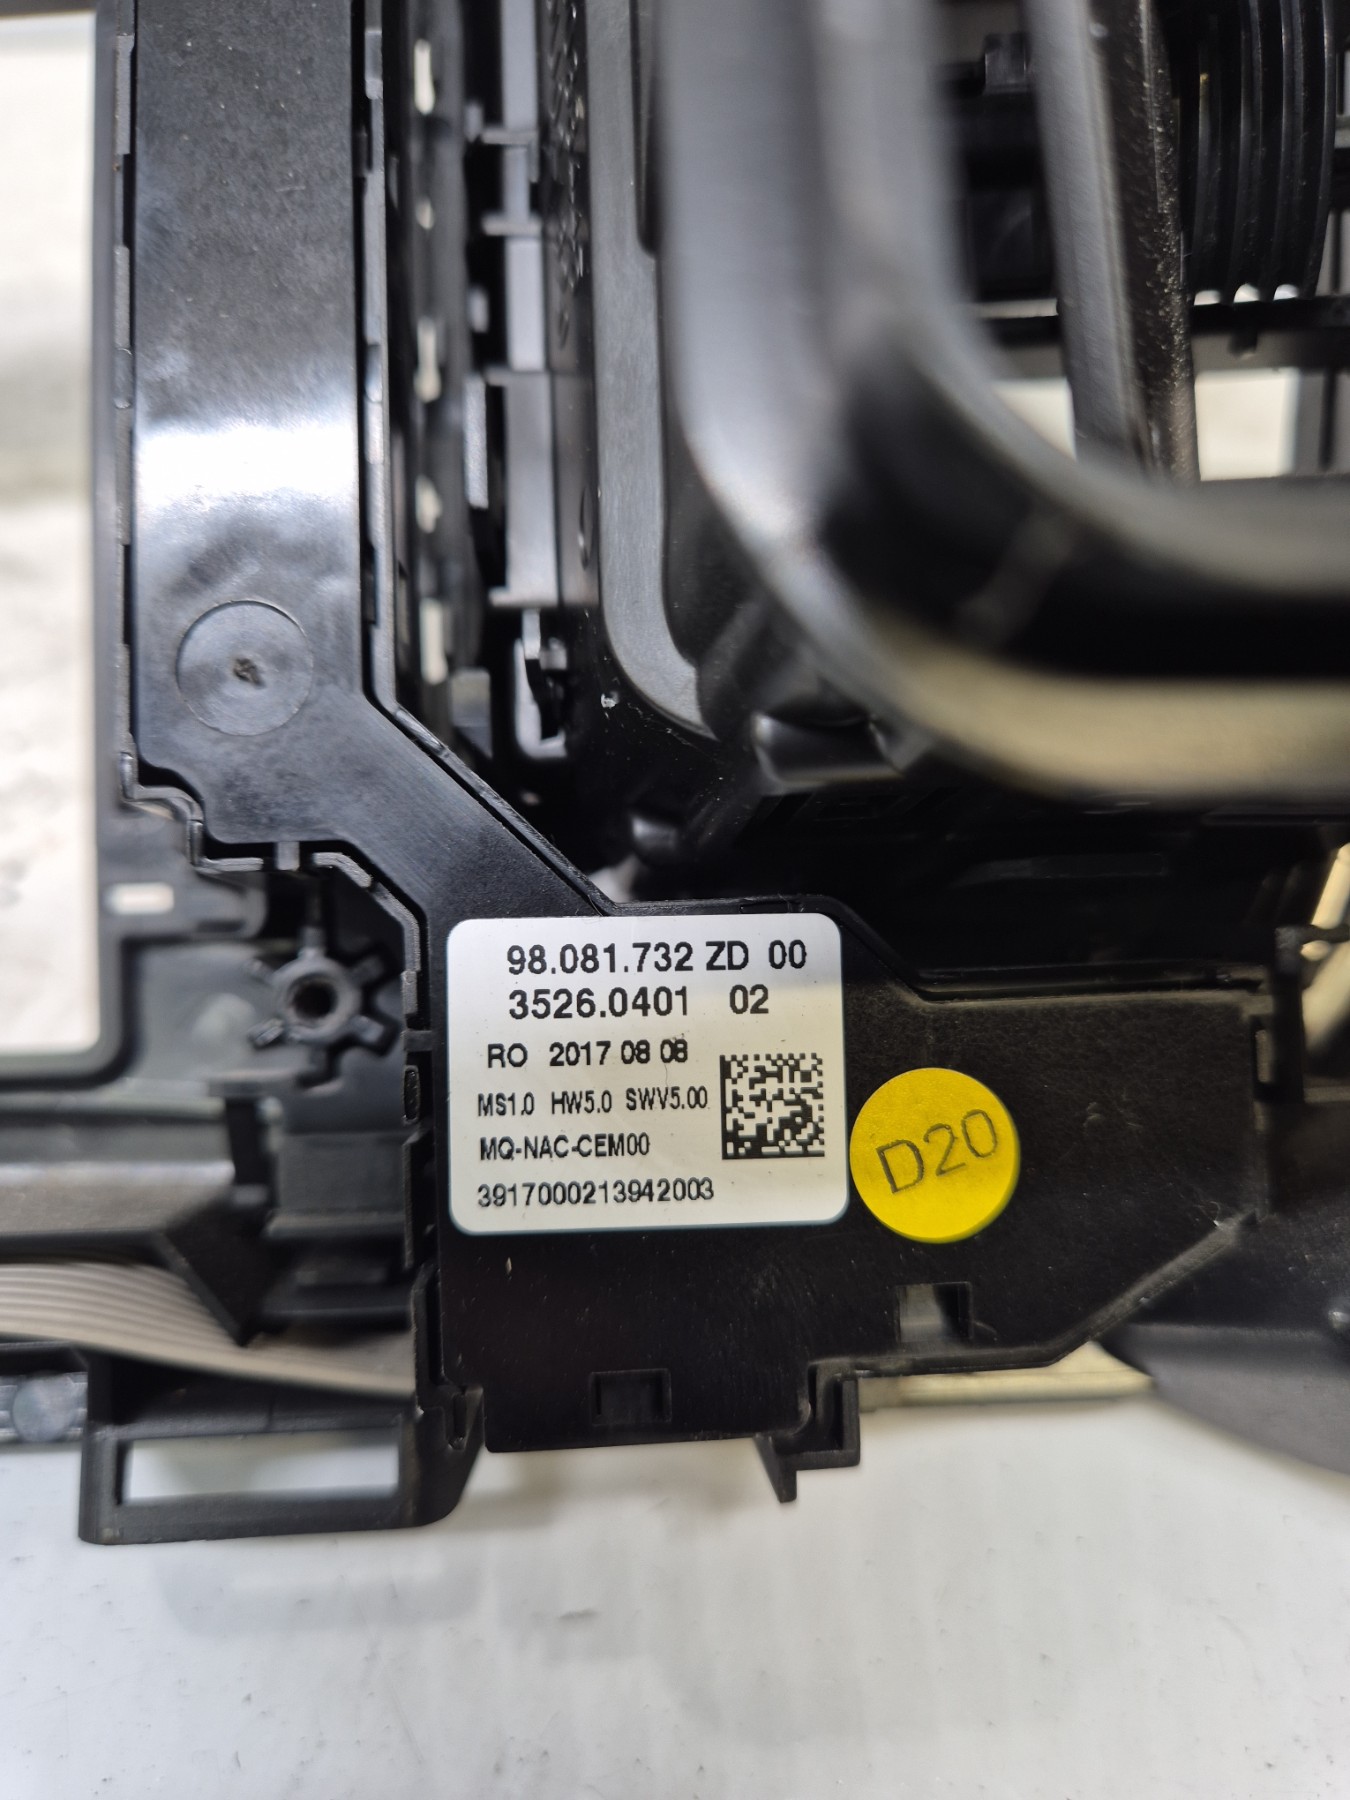 98.081.732 ZD 00
3526.0401 02
RO 2017 08 08
MS1.0 HW5.0 SWV5.00
MQ-NAC-CEM00
3917000213942003
D20